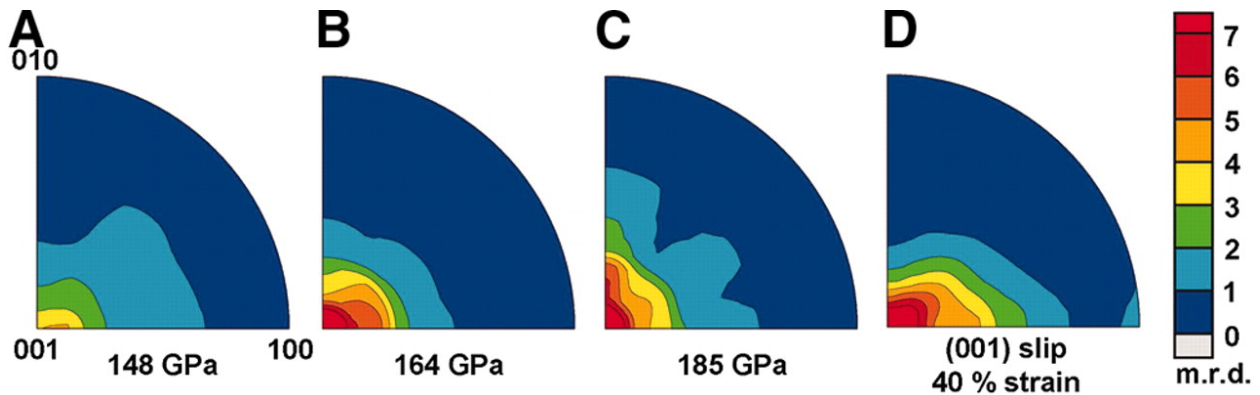 A
B
C
D
010
001
100
148 GPa
164 GPa
185 GPa
(001) slip
40 % strain
7
6
5
4
3
2
1
0
m.r.d.